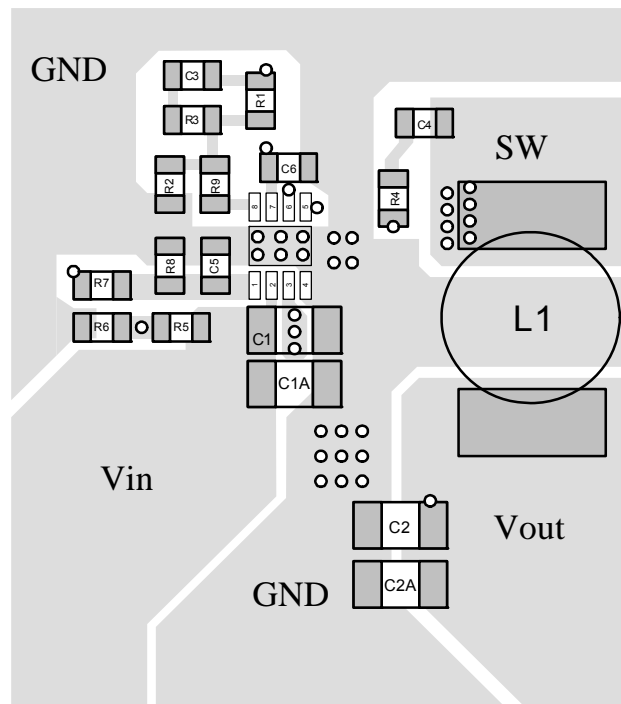 GND
C3
R1
R3
C4
SW
C6
R2
R9
R4
8 7 6 5
R8
C5
R7
1 2 3 4
R6
R5
C1
L1
C1A
Vin
C2
Vout
GND
C2A